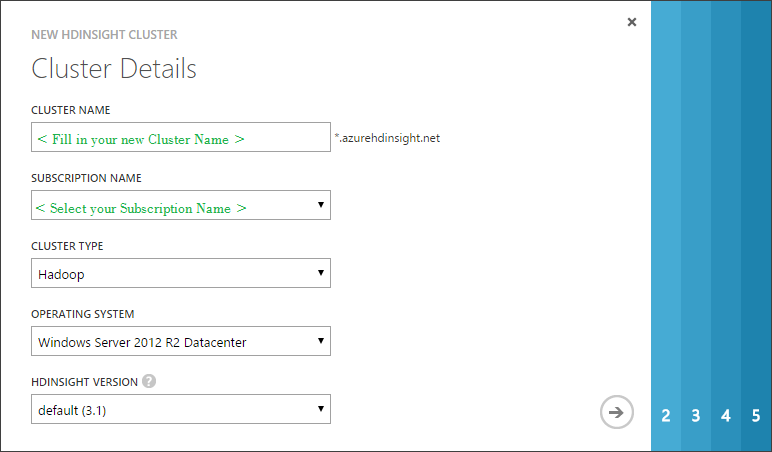 NEW HDINSIGHT CLUSTER
Cluster Details
CLUSTER NAME
< Fill in your new Cluster Name > *.azurehdinsight.net
SUBSCRIPTION NAME
< Select your Subscription Name >
CLUSTER TYPE
Hadoop
OPERATING SYSTEM
Windows Server 2012 R2 Datacenter
HDINSIGHT VERSION ?
default (3.1)
2 3 4 5